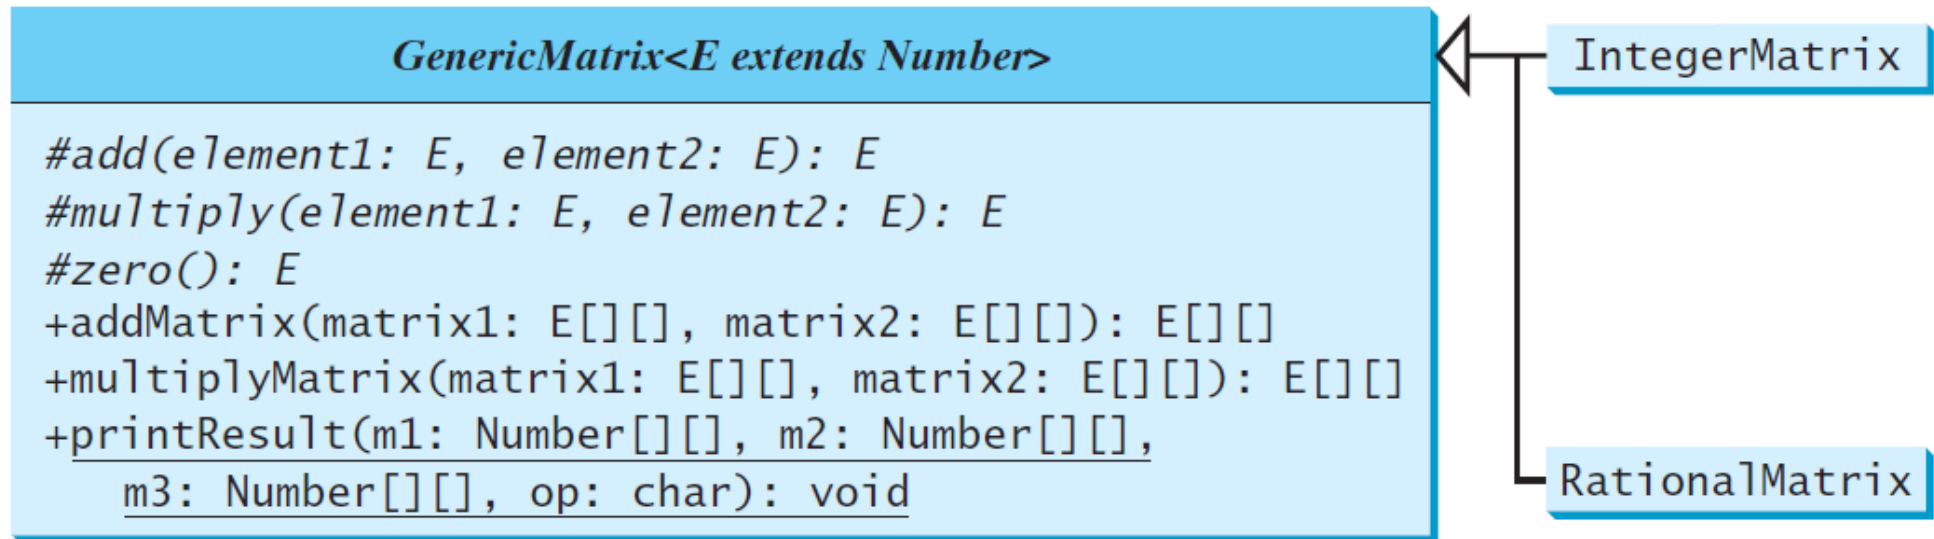 GenericMatrix<E extends Number>
#add(element1: E, element2: E): E
#multiply(element1: E, element2: E): E
#zero(): E
+addMatrix(matrix1: E[][], matrix2: E[][]): E[][]
+multiplyMatrix(matrix1: E[][], matrix2: E[][]): E[][]
+printResult(m1: Number[][], m2: Number[][],
m3: Number[][], op: char): void
IntegerMatrix
RationalMatrix